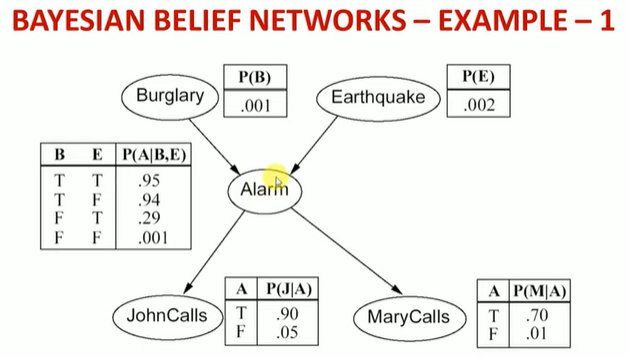 BAYESIAN BELIEF NETWORKS – EXAMPLE – 1
P(B)
.001
Burglary
P(E)
.002
Earthquake
B E P(A|B,E)
T T .95
T F .94
F T .29
F F .001
Alarm
A P(J|A)
T .90
F .05
JohnCalls
A P(M|A)
T .70
F .01
MaryCalls